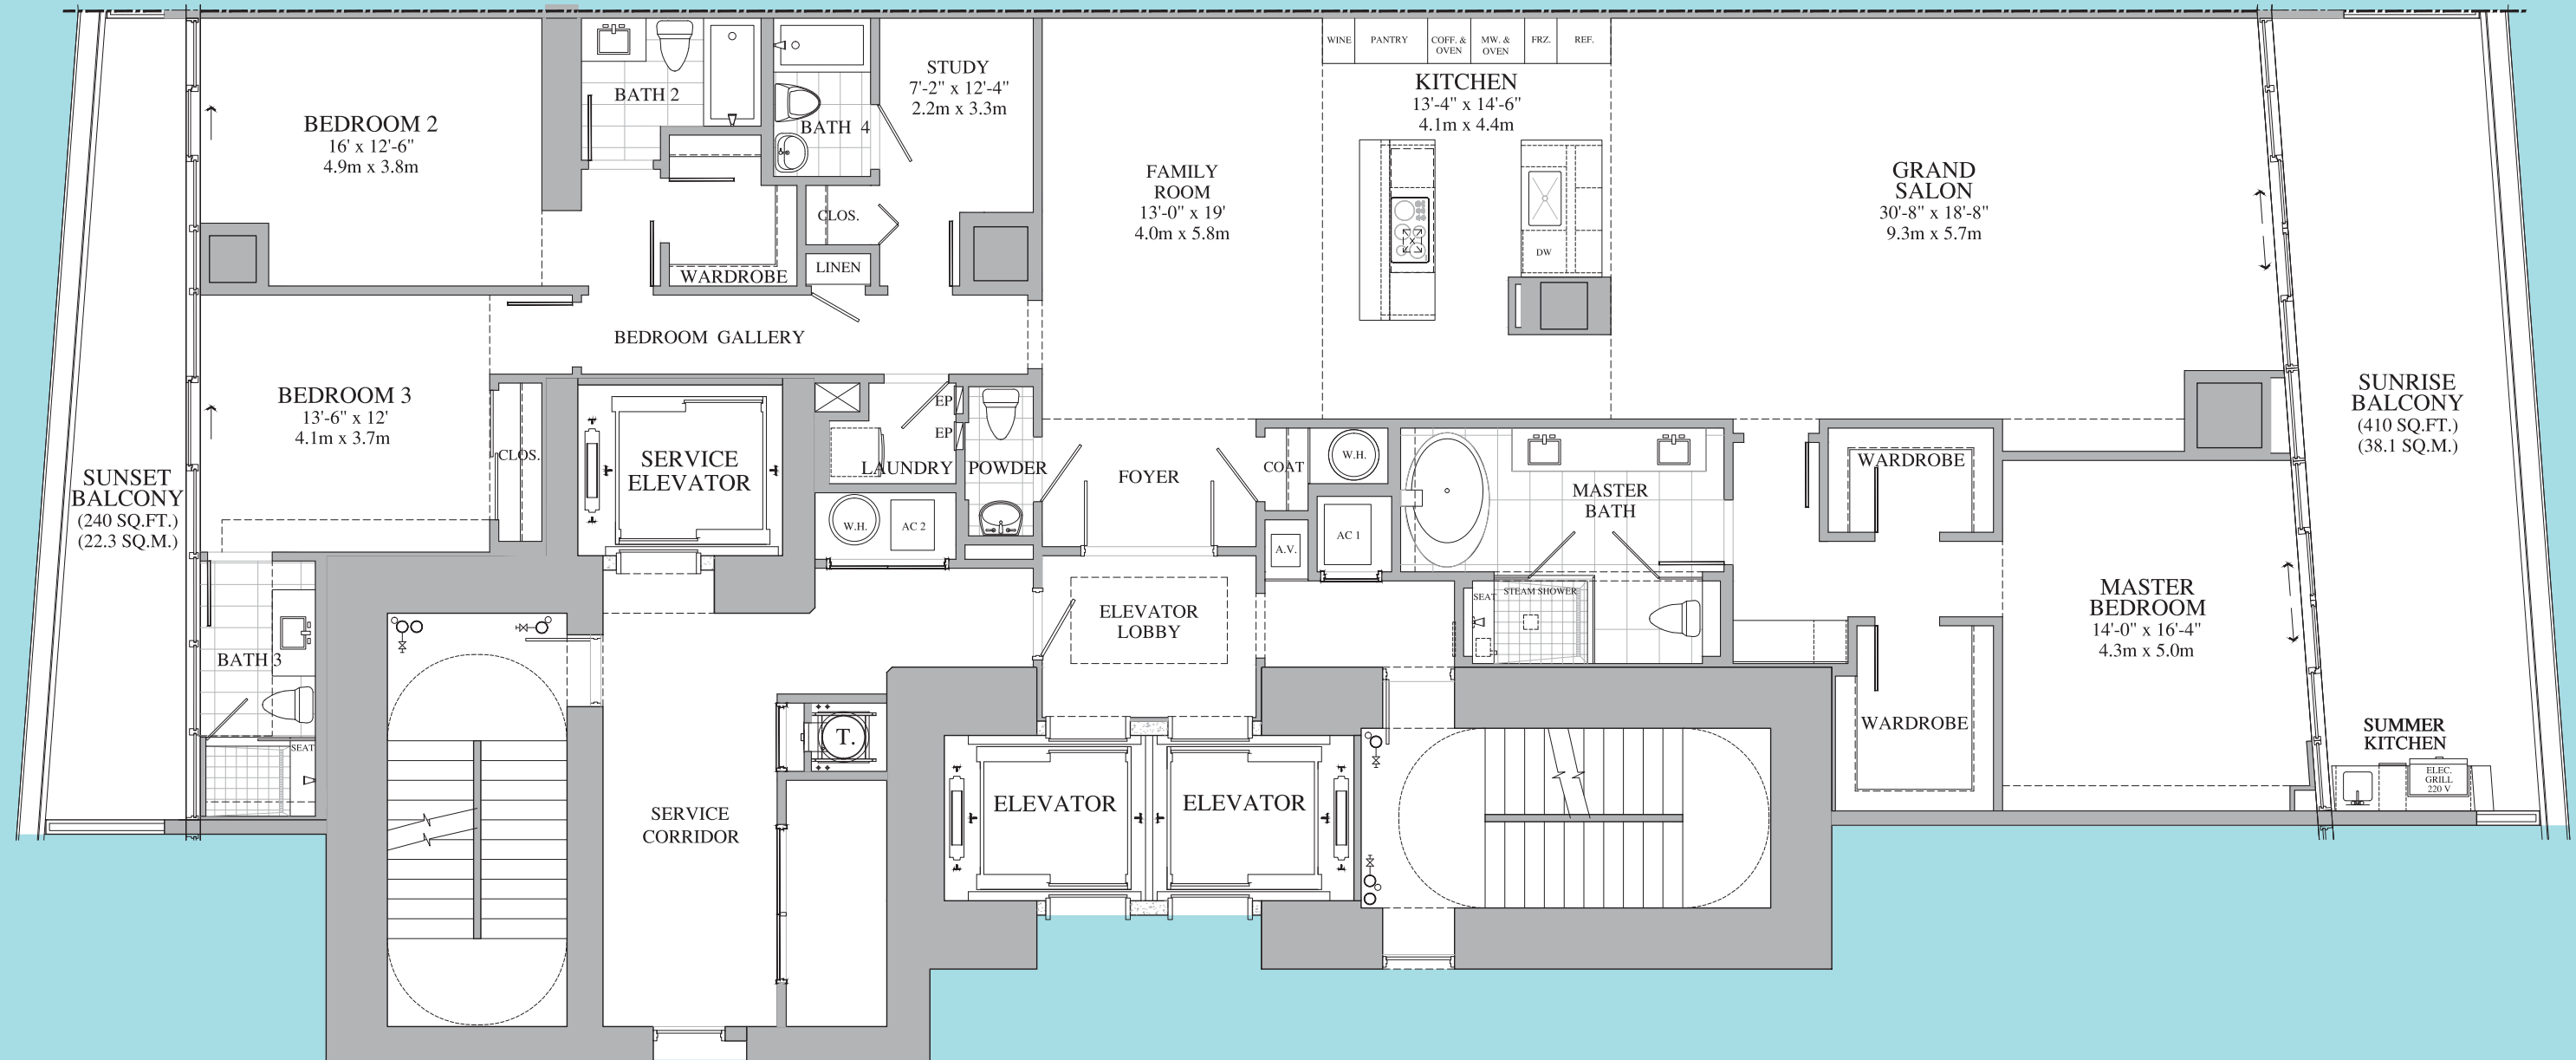 WINE
PANTRY
COFF. &
OVEN
MW. &
OVEN
FRZ.
REF.
STUDY
7'-2" x 12'-4"
2.2m x 3.3m
KITCHEN
13'-4" x 14'-6"
4.1m x 4.4m
BATH 2
BATH 4
BEDROOM 2
16' x 12'-6"
4.9m x 3.8m
FAMILY
ROOM
13'-0" x 19'
4.0m x 5.8m
GRAND
SALON
30'-8" x 18'-8"
9.3m x 5.7m
CLOS.
DW
LINEN
WARDROBE
BEDROOM GALLERY
BEDROOM 3
13'-6" x 12'
4.1m x 3.7m
CLOS.
SERVICE
ELEVATOR
EP
EP
LAUNDRY
POWDER
FOYER
COAT
W.H.
MASTER
BATH
WARDROBE
SUNRISE
BALCONY
(410 SQ.FT.)
(38.1 SQ.M.)
SUNSET
BALCONY
(240 SQ.FT.)
(22.3 SQ.M.)
W.H.
AC 2
A.V.
AC 1
SEAT
STEAM SHOWER
ELEVATOR
LOBBY
MASTER
BEDROOM
14'-0" x 16'-4"
4.3m x 5.0m
BATH 3
SEAT
T.
WARDROBE
SUMMER
KITCHEN
ELEC.
GRILL
220 V
SERVICE
CORRIDOR
ELEVATOR
ELEVATOR